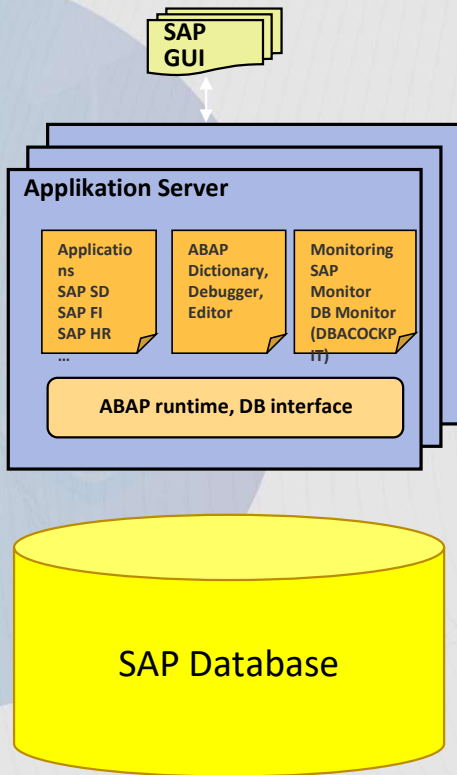 SAP
GUI
Applikation Server
Applicatio
ns
SAP SD
SAP FI
SAP HR
...
ABAP
Dictionary,
Debugger,
Editor
Monitoring
SAP
Monitor
DB Monitor
(DBACOCKP
iT)
ABAP runtime, DB interface
SAP Database